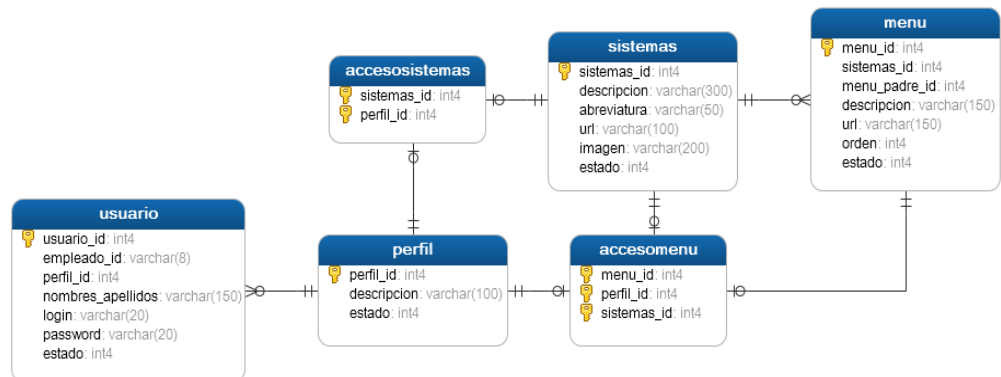 accesosistemas
sistemas_id: int4
perfil_id: int4
sistemas
sistemas_id: int4
descripcion: varchar(300)
abreviatura: varchar(50)
url: varchar(100)
imagen: varchar(200)
estado: int4
menu
menu_id: int4
sistemas_id: int4
menu_padre_id: int4
descripcion: varchar(150)
url: varchar(150)
orden: int4
estado: int4
usuario
usuario_id: int4
empleado_id: varchar(8)
perfil_id: int4
nombres_apellidos: varchar(150)
login: varchar(20)
password: varchar(20)
estado: int4
perfil
perfil_id: int4
descripcion: varchar(100)
estado: int4
accesomenu
menu_id: int4
perfil_id: int4
sistemas_id: int4